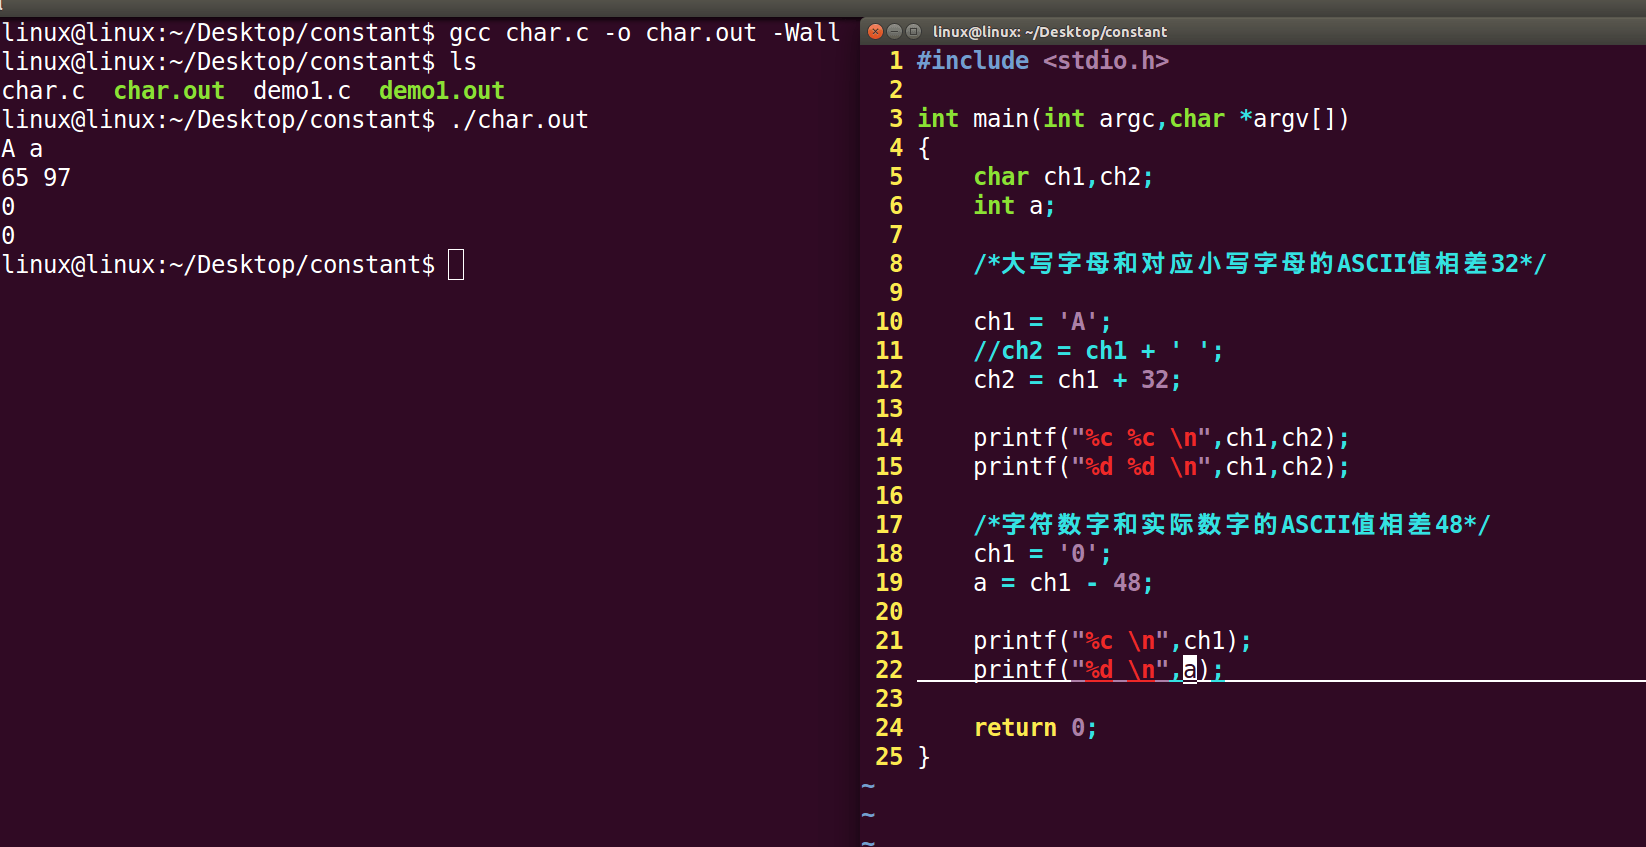 linux@linux:~/Desktop/constant$ gcc char.c -o char.out -Wall
linux@linux:~/Desktop/constant$ ls
char.c  char.out  demo1.c  demo1.out
linux@linux:~/Desktop/constant$ ./char.out
A a
65 97
0
0
linux@linux:~/Desktop/constant$
linux@linux: ~/Desktop/constant
1 #include <stdio.h>
2
3 int main(int argc,char *argv[])
4 {
5     char ch1,ch2;
6     int a;
7
8     /*大写字母和对应小写字母的ASCII值相差32*/
9
10     ch1 = 'A';
11     //ch2 = ch1 + ' ';
12     ch2 = ch1 + 32;
13
14     printf("%c %c \n",ch1,ch2);
15     printf("%d %d \n",ch1,ch2);
16
17     /*字符数字和实际数字的ASCII值相差48*/
18     ch1 = '0';
19     a = ch1 - 48;
20
21     printf("%c \n",ch1);
22     printf("%d \n",a);
23
24     return 0;
25 }
~
~
~